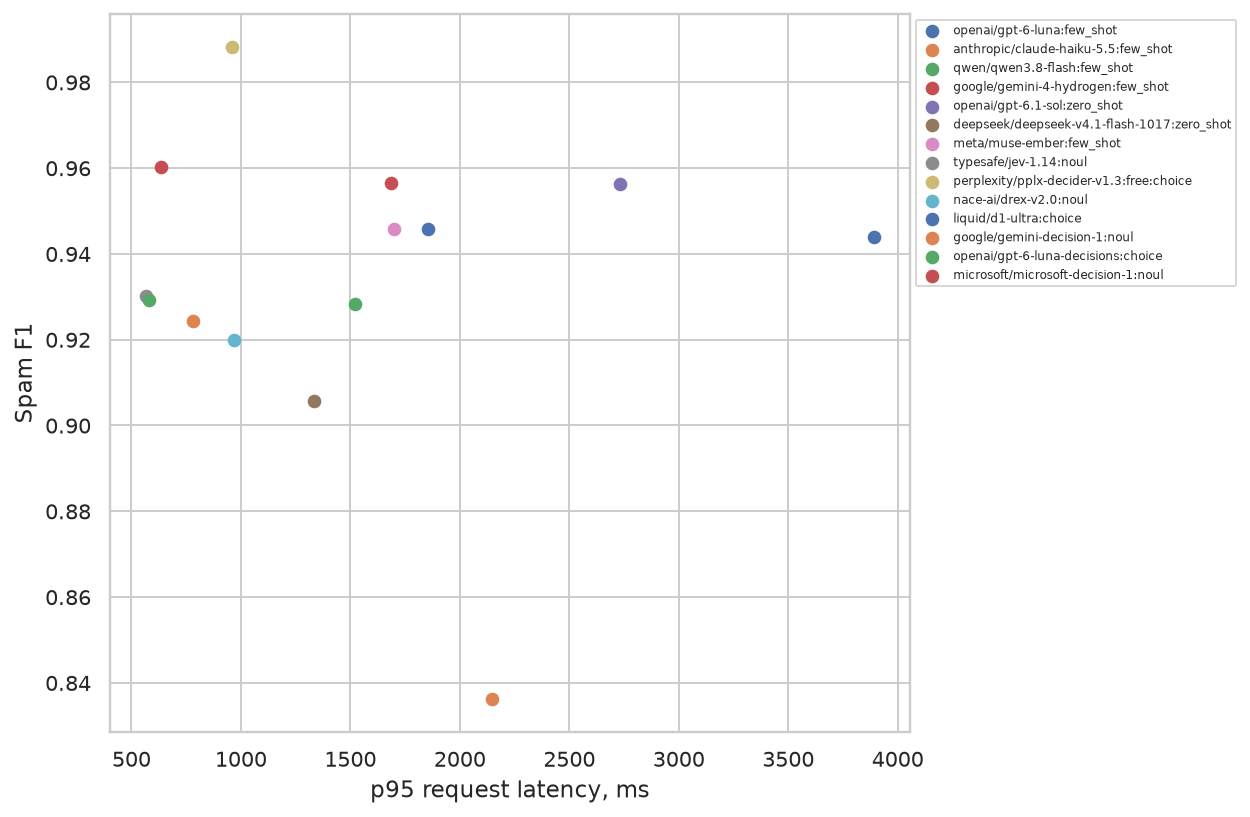 openai/gpt-6-luna:few_shot
anthropic/claude-haiku-5.5:few_shot
qwen/qwen3.8-flash:few_shot
google/gemini-4-hydrogen:few_shot
openai/gpt-6.1-sol:zero_shot
deepseek/deepseek-v4.1-flash-1017:zero_shot
meta/muse-ember:few_shot
typesafe/jev-1.14:noul
perplexity/pplx-decider-v1.3:free:choice
nace-ai/drex-v2.0:noul
liquid/d1-ultra:choice
google/gemini-decision-1:noul
openai/gpt-6-luna-decisions:choice
microsoft/microsoft-decision-1:noul
Spam F1
0.98
0.96
0.94
0.92
0.90
0.88
0.86
0.84
500 1000 1500 2000 2500 3000 3500 4000
p95 request latency, ms